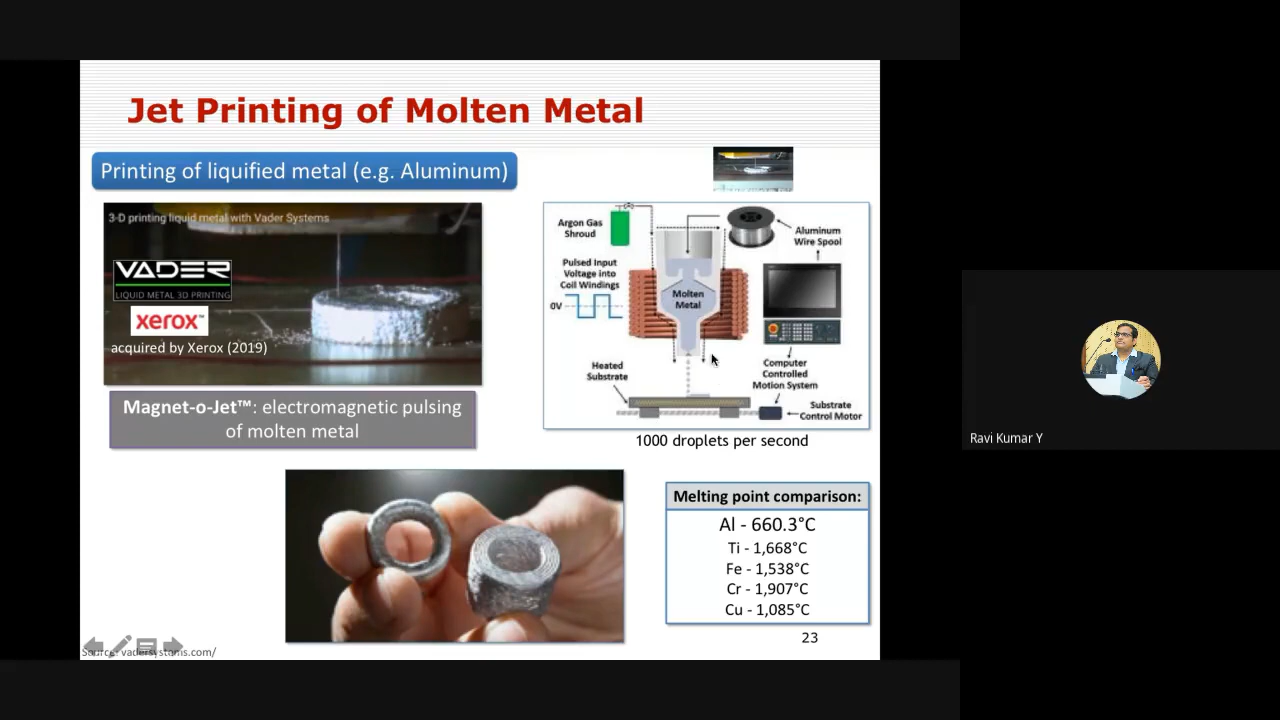 Jet Printing of Molten Metal
Printing of liquified metal (e.g. Aluminum)
3-D printing liquid metal with Vader Systems
VADER
LIQUID METAL 3D PRINTING
xerox™
acquired by Xerox (2019)
Magnet-o-Jet™: electromagnetic pulsing
of molten metal
Argon Gas
Shroud
Aluminum
Wire Spool
Pulsed Input
Voltage into
Coil Windings
0V
Molten
Metal
Heated
Substrate
Computer
Controlled
Motion System
Substrate
Control Motor
1000 droplets per second
Melting point comparison:
Al - 660.3°C
Ti - 1,668°C
Fe - 1,538°C
Cr - 1,907°C
Cu - 1,085°C
23
Source: vadersystems.com/
Ravi Kumar Y